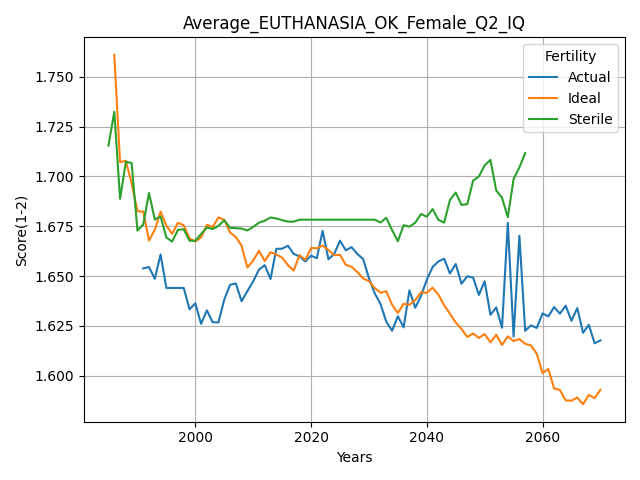 Average_EUTHANASIA_OK_Female_Q2_IQ
Fertility
Actual
Ideal
Sterile
Score(1-2)
1.750
1.725
1.700
1.675
1.650
1.625
1.600
2000 2020 2040 2060
Years